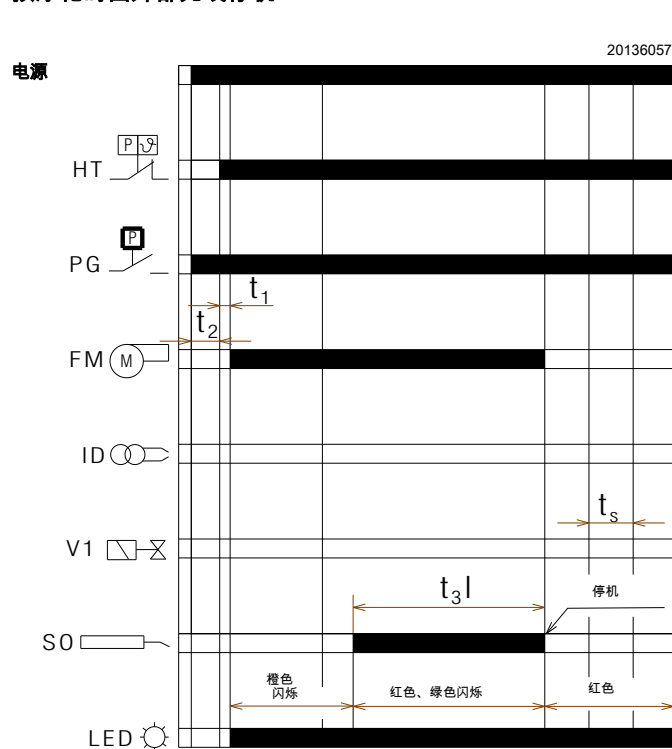 20136057
电源
P ϑ
HT
P
PG
t₁
t₂
FM M
ID
tₛ
V1
t₃l
停机
SO
橙色
闪烁
红色、绿色闪烁
红色
LED